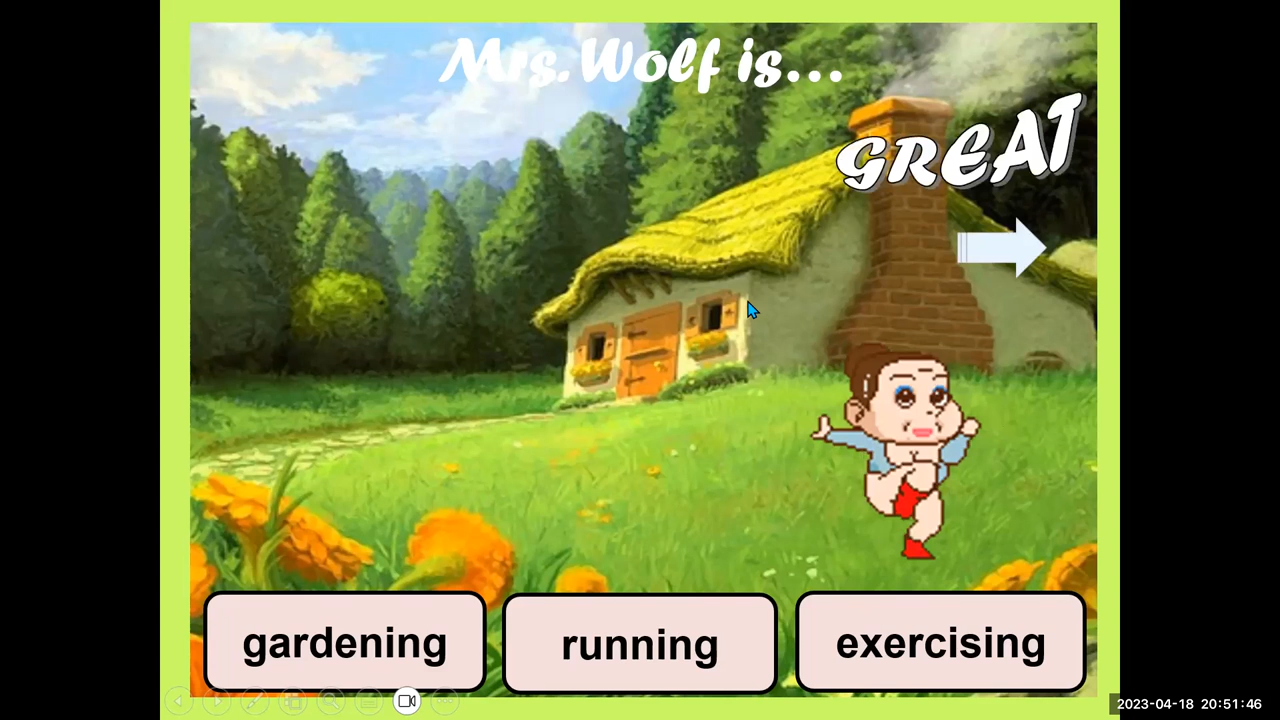 Mrs. Wolf is...
GREAT
gardening
running
exercising
2023-04-18 20:51:46